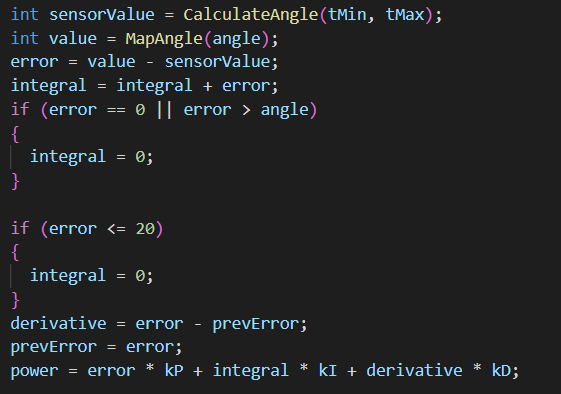 int sensorValue = CalculateAngle(tMin, tMax);
int value = MapAngle(angle);
error = value - sensorValue;
integral = integral + error;
if (error == 0 || error > angle)
{
  integral = 0;
}

if (error <= 20)
{
  integral = 0;
}
derivative = error - prevError;
prevError = error;
power = error * kP + integral * kI + derivative * kD;